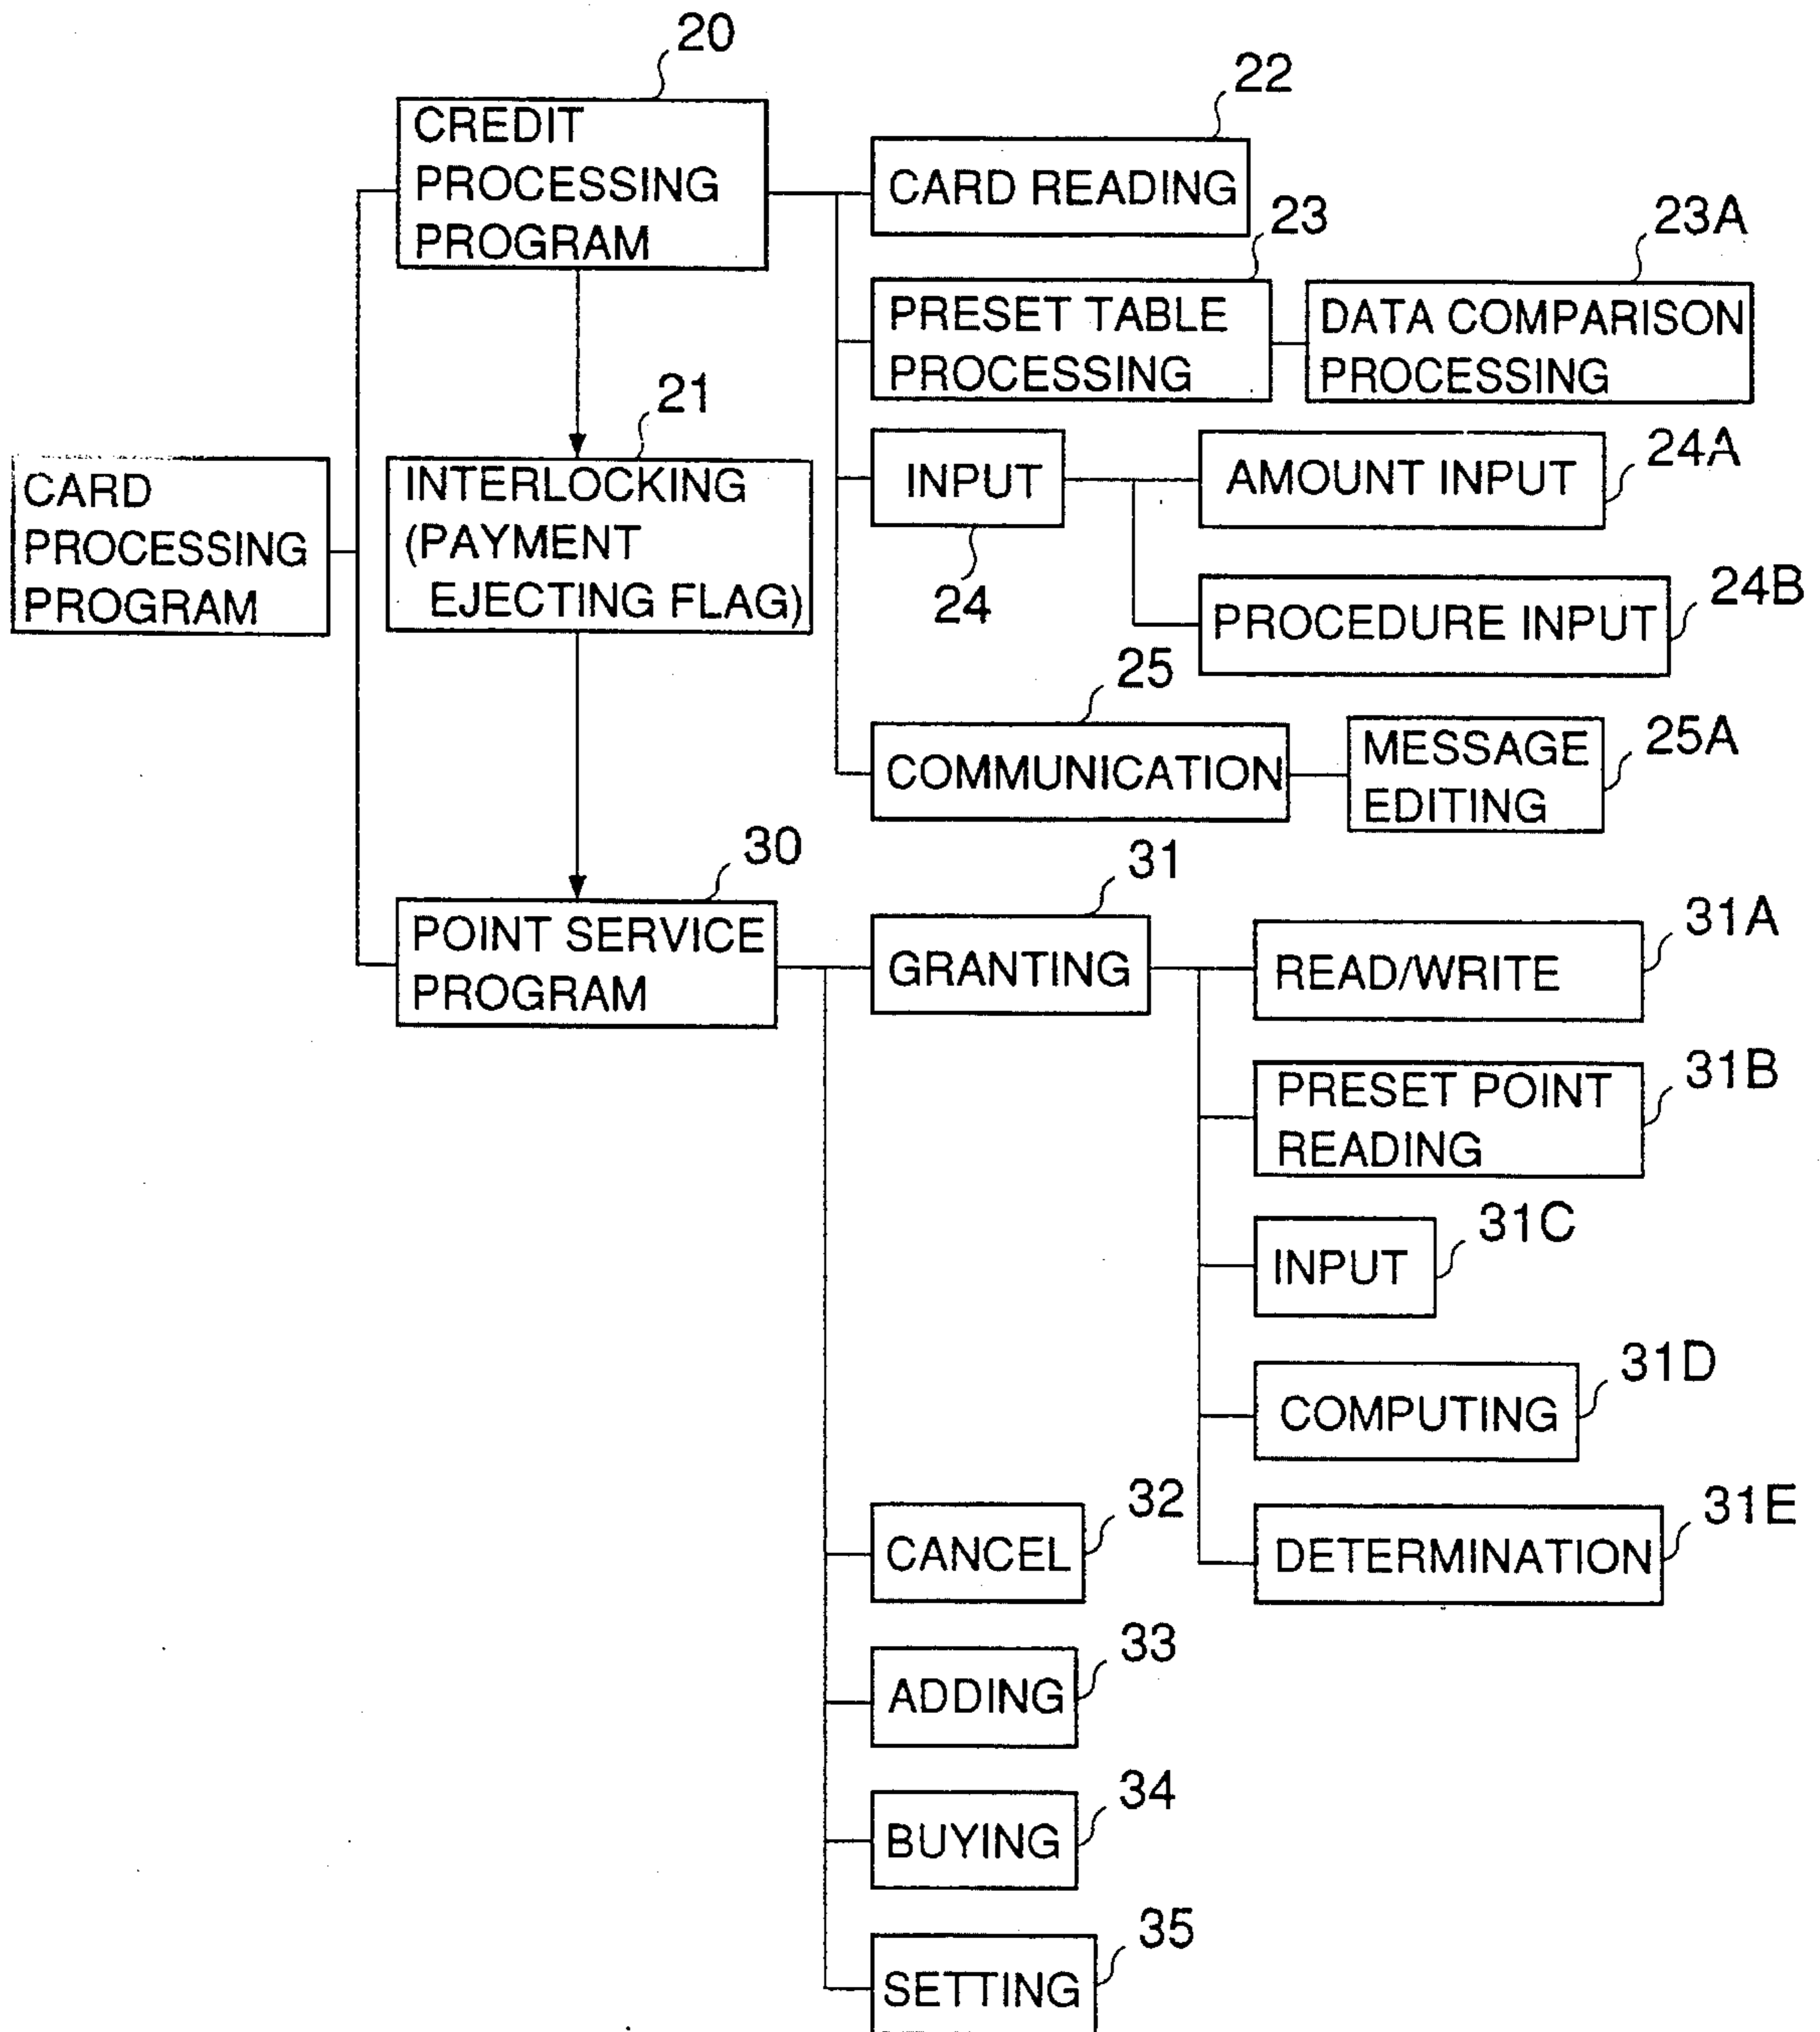 20
CREDIT
PROCESSING
PROGRAM
22
CARD READING
23
PRESET TABLE
PROCESSING
23A
DATA COMPARISON
PROCESSING
21
INTERLOCKING
(PAYMENT
EJECTING FLAG)
CARD
PROCESSING
PROGRAM
INPUT
24
AMOUNT INPUT
24A
PROCEDURE INPUT
24B
25
COMMUNICATION
MESSAGE
EDITING
25A
30
POINT SERVICE
PROGRAM
31
GRANTING
READ/WRITE
31A
PRESET POINT
READING
31B
INPUT
31C
COMPUTING
31D
DETERMINATION
31E
CANCEL
32
ADDING
33
BUYING
34
SETTING
35